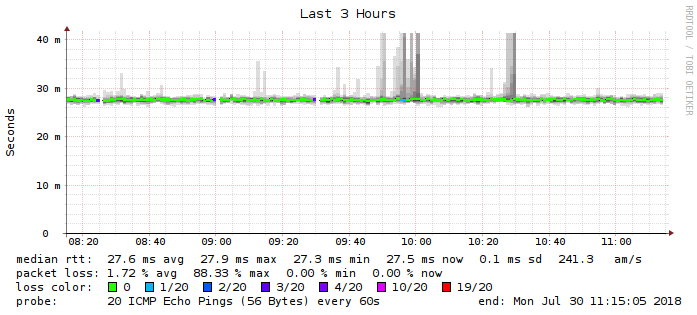 Last 3 Hours
RRDTOOL / TOBI OETIKER
Seconds
40 m
30 m
20 m
10 m
0
08:20 08:40 09:00 09:20 09:40 10:00 10:20 10:40 11:00
median rtt: 27.6 ms avg 27.9 ms max 27.3 ms min 27.5 ms now 0.1 ms sd 241.3 am/s
packet loss: 1.72 % avg 88.33 % max 0.00 % min 0.00 % now
loss color: 0 1/20 2/20 3/20 4/20 10/20 19/20
probe: 20 ICMP Echo Pings (56 Bytes) every 60s end: Mon Jul 30 11:15:05 2018